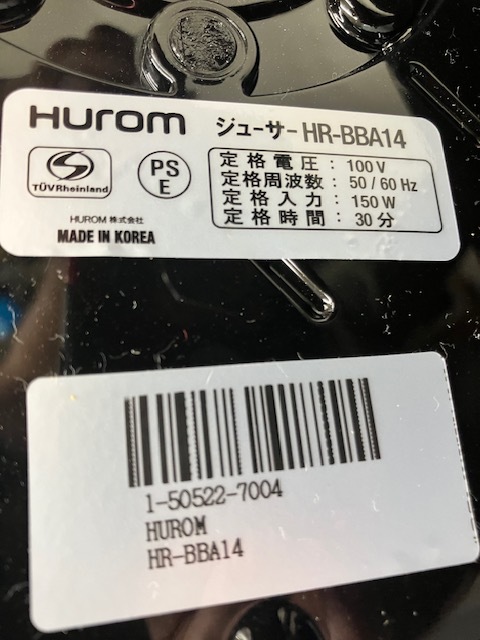 HUROM ジューサー HR-BBA14
TÜVRheinland
PS
E
定格電圧: 100V
定格周波数: 50/60 Hz
定格入力: 150W
定格時間: 30分
HUROM 株式会社
MADE IN KOREA
1-50522-7004
HUROM
HR-BBA14